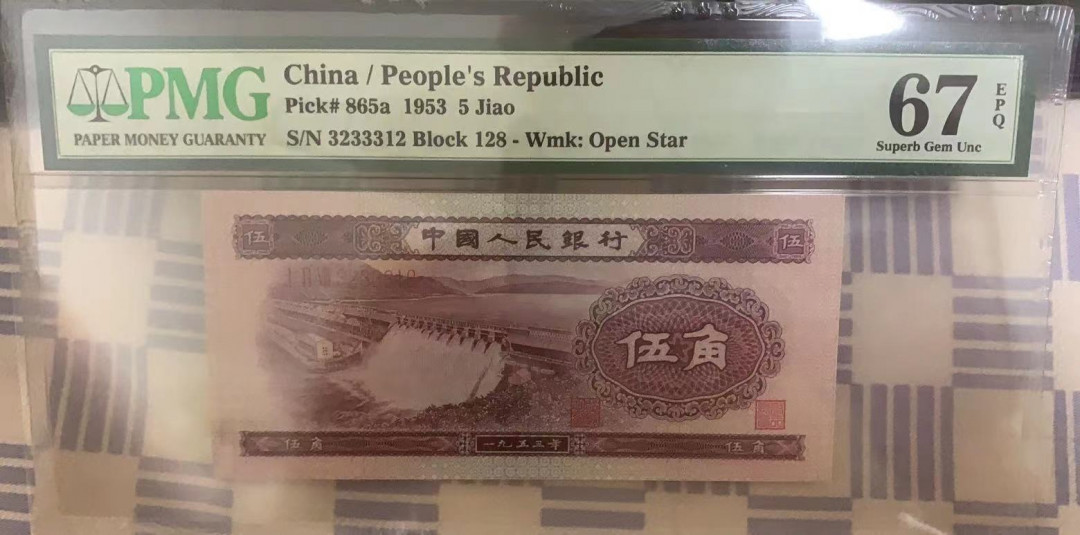 PMG
PAPER MONEY GUARANTY
China / People's Republic
Pick# 865a 1953 5 Jiao
S/N 3233312 Block 128 - Wmk: Open Star
67
EPQ
Superb Gem Unc
伍 中國人民銀行 伍
伍角
伍角 一九五三年 伍角